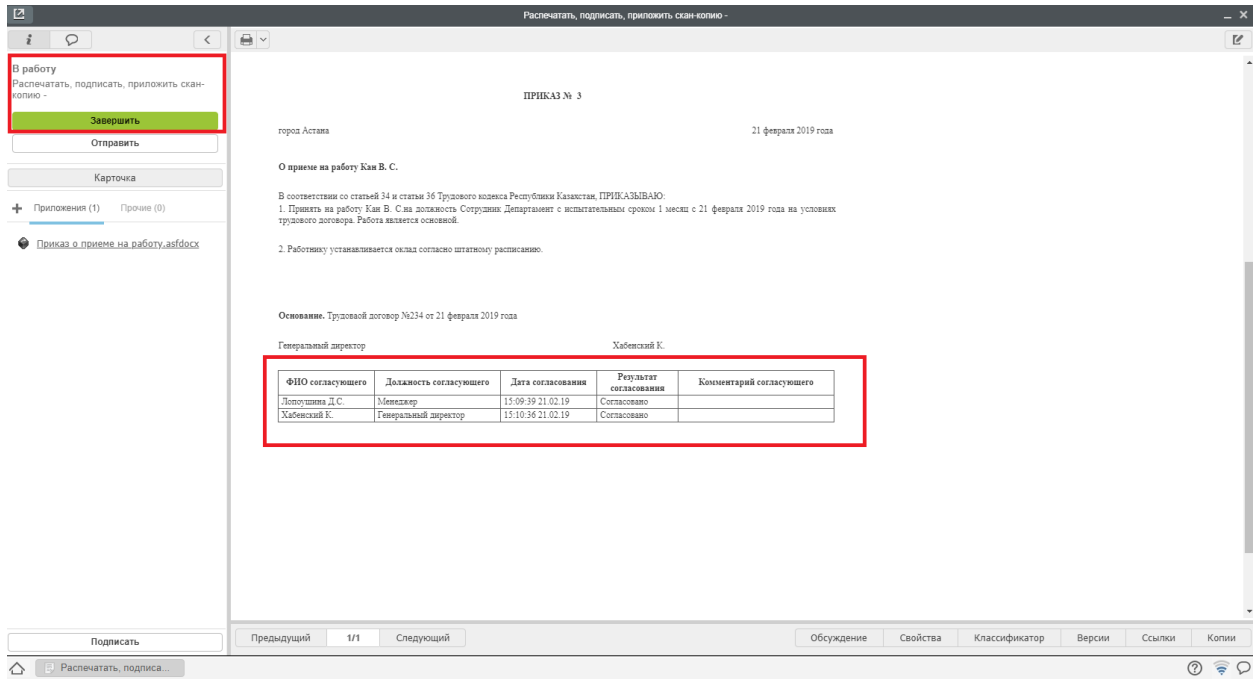 Распечатать, подписать, приложить скан-копию -
В работу
Распечатать, подписать, приложить скан-
копию -
Завершить
Отправить
Карточка
Приложения (1) Прочие (0)
Приказ о приеме на работу.asfdocx
Подписать
ПРИКАЗ № 3
город Астана 21 февраля 2019 года
О приеме на работу Кан В. С.
В соответствии со статьей 34 и статьи 36 Трудового кодекса Республики Казахстан, ПРИКАЗЫВАЮ:
1. Принять на работу Кан В. С.на должность Сотрудник Департамент с испытательным сроком 1 месяц с 21 февраля 2019 года на условиях
трудового договора. Работа является основной.
2. Работнику устанавливается оклад согласно штатному расписанию.
Основание. Трудоваой договор №234 от 21 февраля 2019 года
Генеральный директор Хабенский К.
ФИО согласующего Должность согласующего Дата согласования Результат согласования Комментарий согласующего
Лопоушина Д.С. Менеджер 15:09:39 21.02.19 Согласовано
Хабенский К. Генеральный директор 15:10:36 21.02.19 Согласовано
Предыдущий 1/1 Следующий Обсуждение Свойства Классификатор Версии Ссылки Копии
Распечатать, подписа...